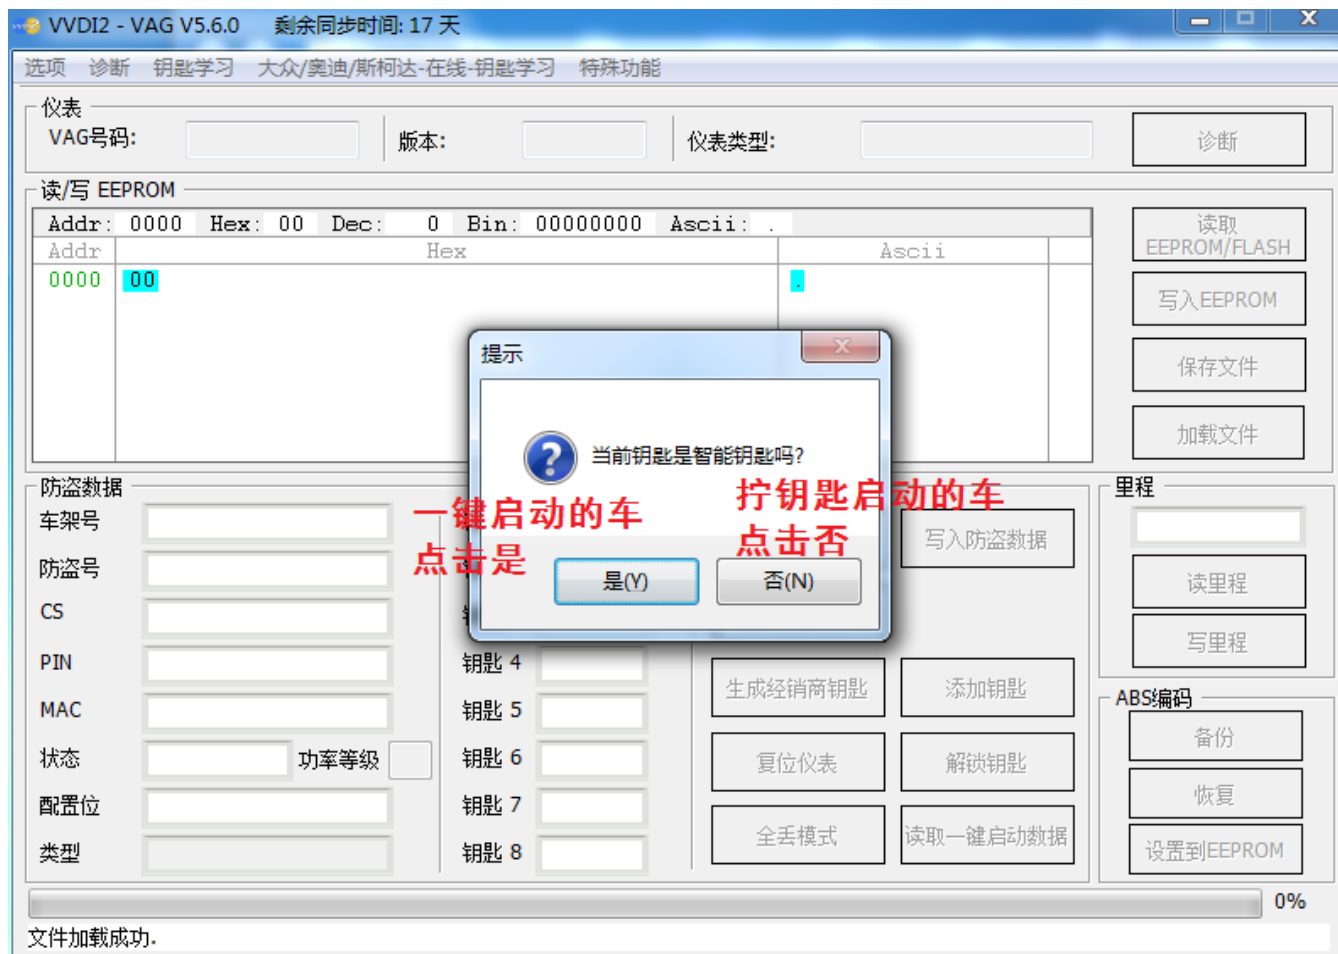 VVDI2 - VAG V5.6.0 剩余同步时间: 17 天
选项 诊断 钥匙学习 大众/奥迪/斯柯达-在线-钥匙学习 特殊功能
仪表
VAG号码: 版本: 仪表类型: 诊断
读/写 EEPROM
Addr: 0000 Hex: 00 Dec: 0 Bin: 00000000 Ascii: .
Addr Hex Ascii
0000 00 .
读取
EEPROM/FLASH
写入EEPROM
保存文件
加载文件
提示
X
当前钥匙是智能钥匙吗?
一键启动的车
点击是
拧钥匙启动的车
点击否
是(Y) 否(N)
防盗数据
车架号
防盗号
CS
PIN
MAC
状态 功率等级
配置位
类型
钥匙 4
钥匙 5
钥匙 6
钥匙 7
钥匙 8
写入防盗数据
生成经销商钥匙 添加钥匙
复位仪表 解锁钥匙
全丢模式 读取一键启动数据
里程
读里程
写里程
ABS编码
备份
恢复
设置到EEPROM
0%
文件加载成功.